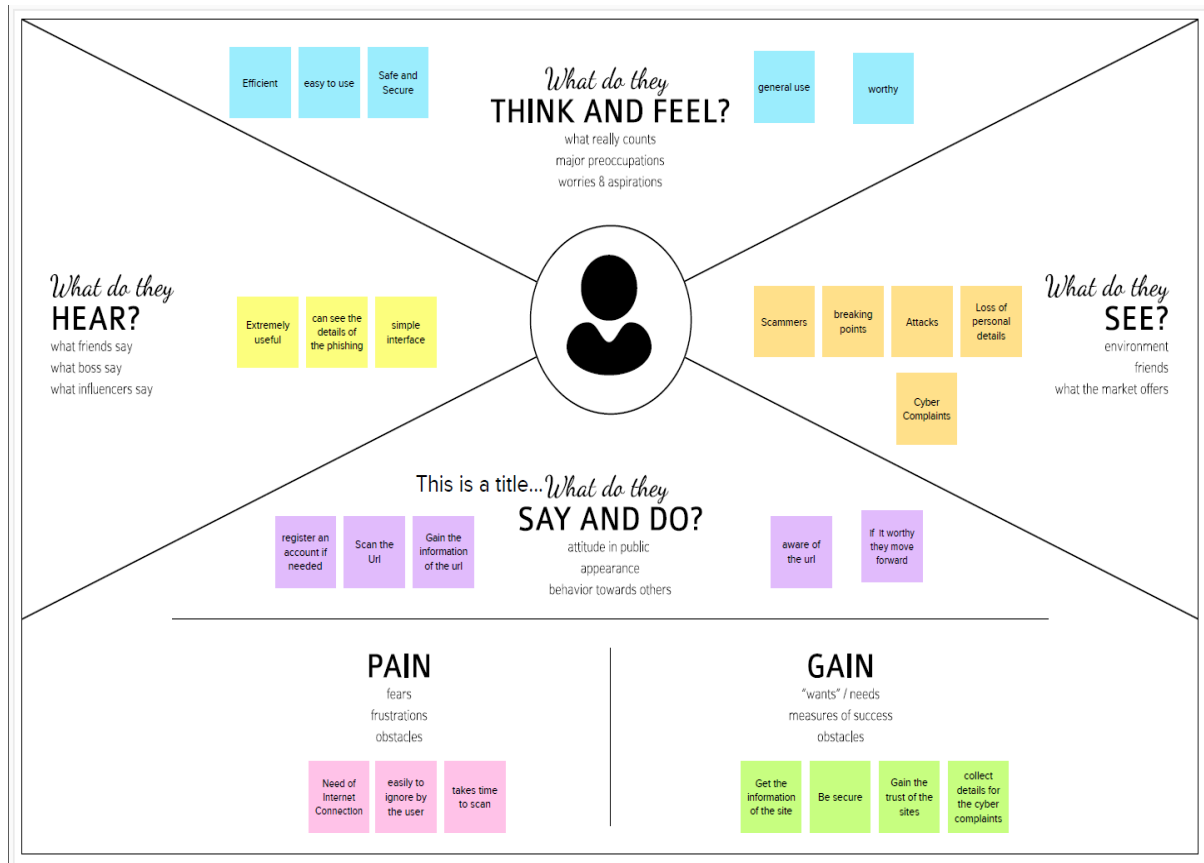 Efficient
easy to use
Safe and
Secure
What do they
THINK AND FEEL?
what really counts
major preoccupations
worries & aspirations
general use
worthy
What do they
HEAR?
what friends say
what boss say
what influencers say
Extremely
useful
can see the
details of
the phishing
simple
interface
Scammers
breaking
points
Attacks
Loss of
personal
details
Cyber
Complaints
What do they
SEE?
environment
friends
what the market offers
This is a title...
What do they
SAY AND DO?
attitude in public
appearance
behavior towards others
register an
account if
needed
Scan the
Url
Gain the
information
of the url
aware of
the url
If It worthy
they move
forward
PAIN
fears
frustrations
obstacles
Need of
Internet
Connection
easily to
ignore by
the user
takes time
to scan
GAIN
"wants" / needs
measures of success
obstacles
Get the
information
of the site
Be secure
Gain the
trust of the
sites
collect
details for
the cyber
complaints